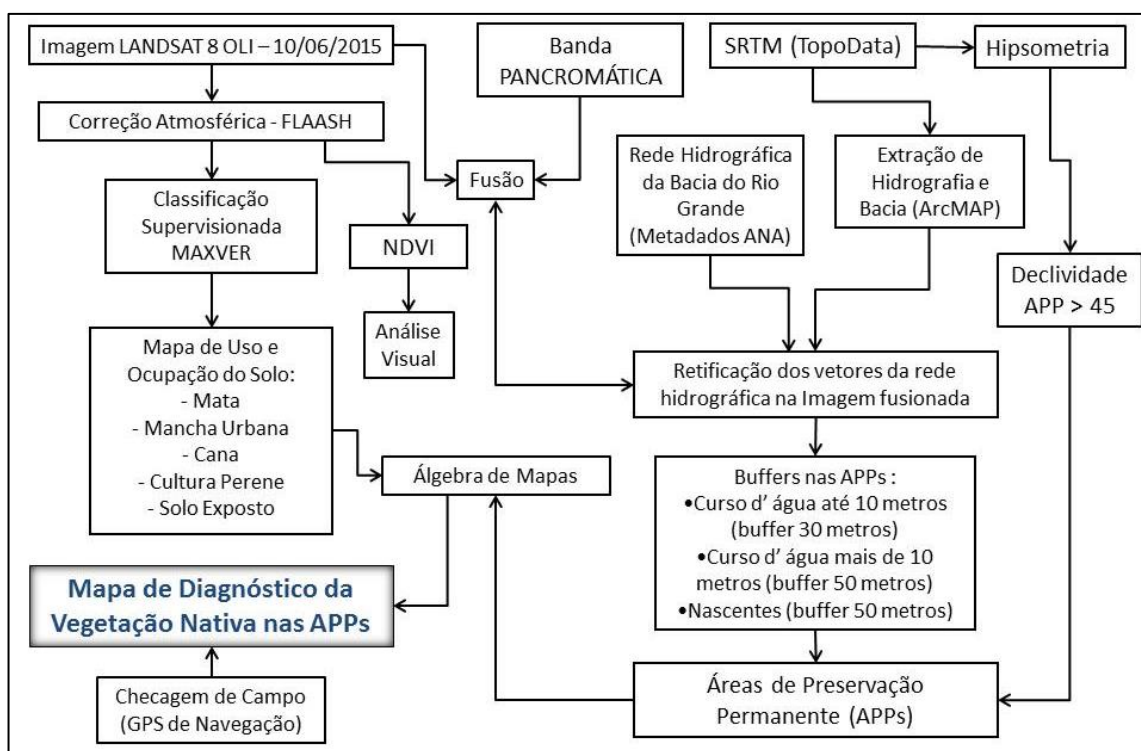 Imagem LANDSAT 8 OLI – 10/06/2015
Banda
PANCROMÁTICA
SRTM (TopoData)
Hipsometria
Correção Atmosférica - FLAASH
Fusão
Rede Hidrográfica
da Bacia do Rio
Grande
(Metadados ANA)
Extração de
Hidrografia e
Bacia (ArcMAP)
Classificação
Supervisionada
MAXVER
NDVI
Declividade
APP > 45
Análise
Visual
Mapa de Uso e
Ocupação do Solo:
- Mata
- Mancha Urbana
- Cana
- Cultura Perene
- Solo Exposto
Retificação dos vetores da rede
hidrográfica na Imagem fusionada
Álgebra de Mapas
Buffers nas APPs :
•Curso d’ água até 10 metros
(buffer 30 metros)
•Curso d’ água mais de 10
metros (buffer 50 metros)
•Nascentes (buffer 50 metros)
Mapa de Diagnóstico da
Vegetação Nativa nas APPs
Checagem de Campo
(GPS de Navegação)
Áreas de Preservação
Permanente (APPs)